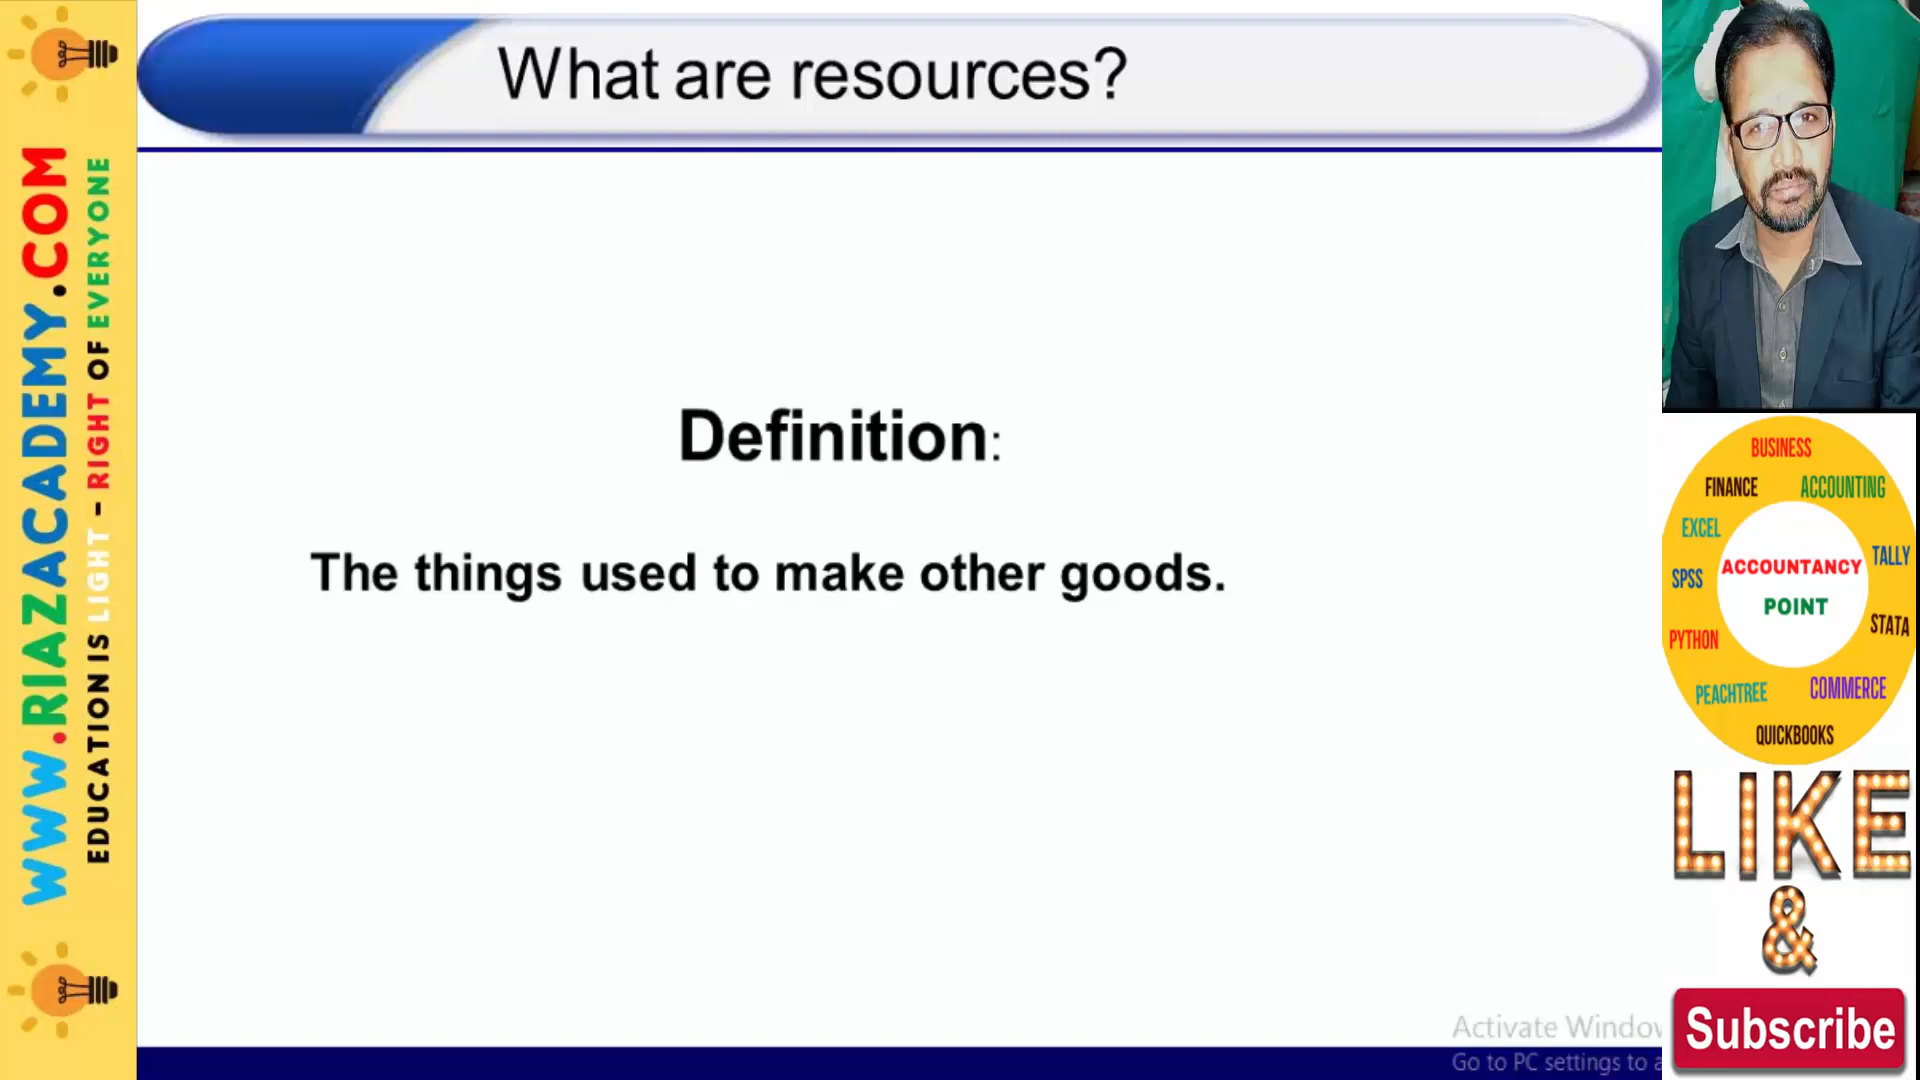 What are resources?
Definition:
The things used to make other goods.
WWW.RIAZACADEMY.COM
EDUCATION IS LIGHT – RIGHT OF EVERYONE
BUSINESS
FINANCE
ACCOUNTING
EXCEL
TALLY
SPSS
ACCOUNTANCY
POINT
STATA
PYTHON
PEACHTREE
COMMERCE
QUICKBOOKS
LIKE
&
Subscribe
Activate Window
Go to PC settings to a